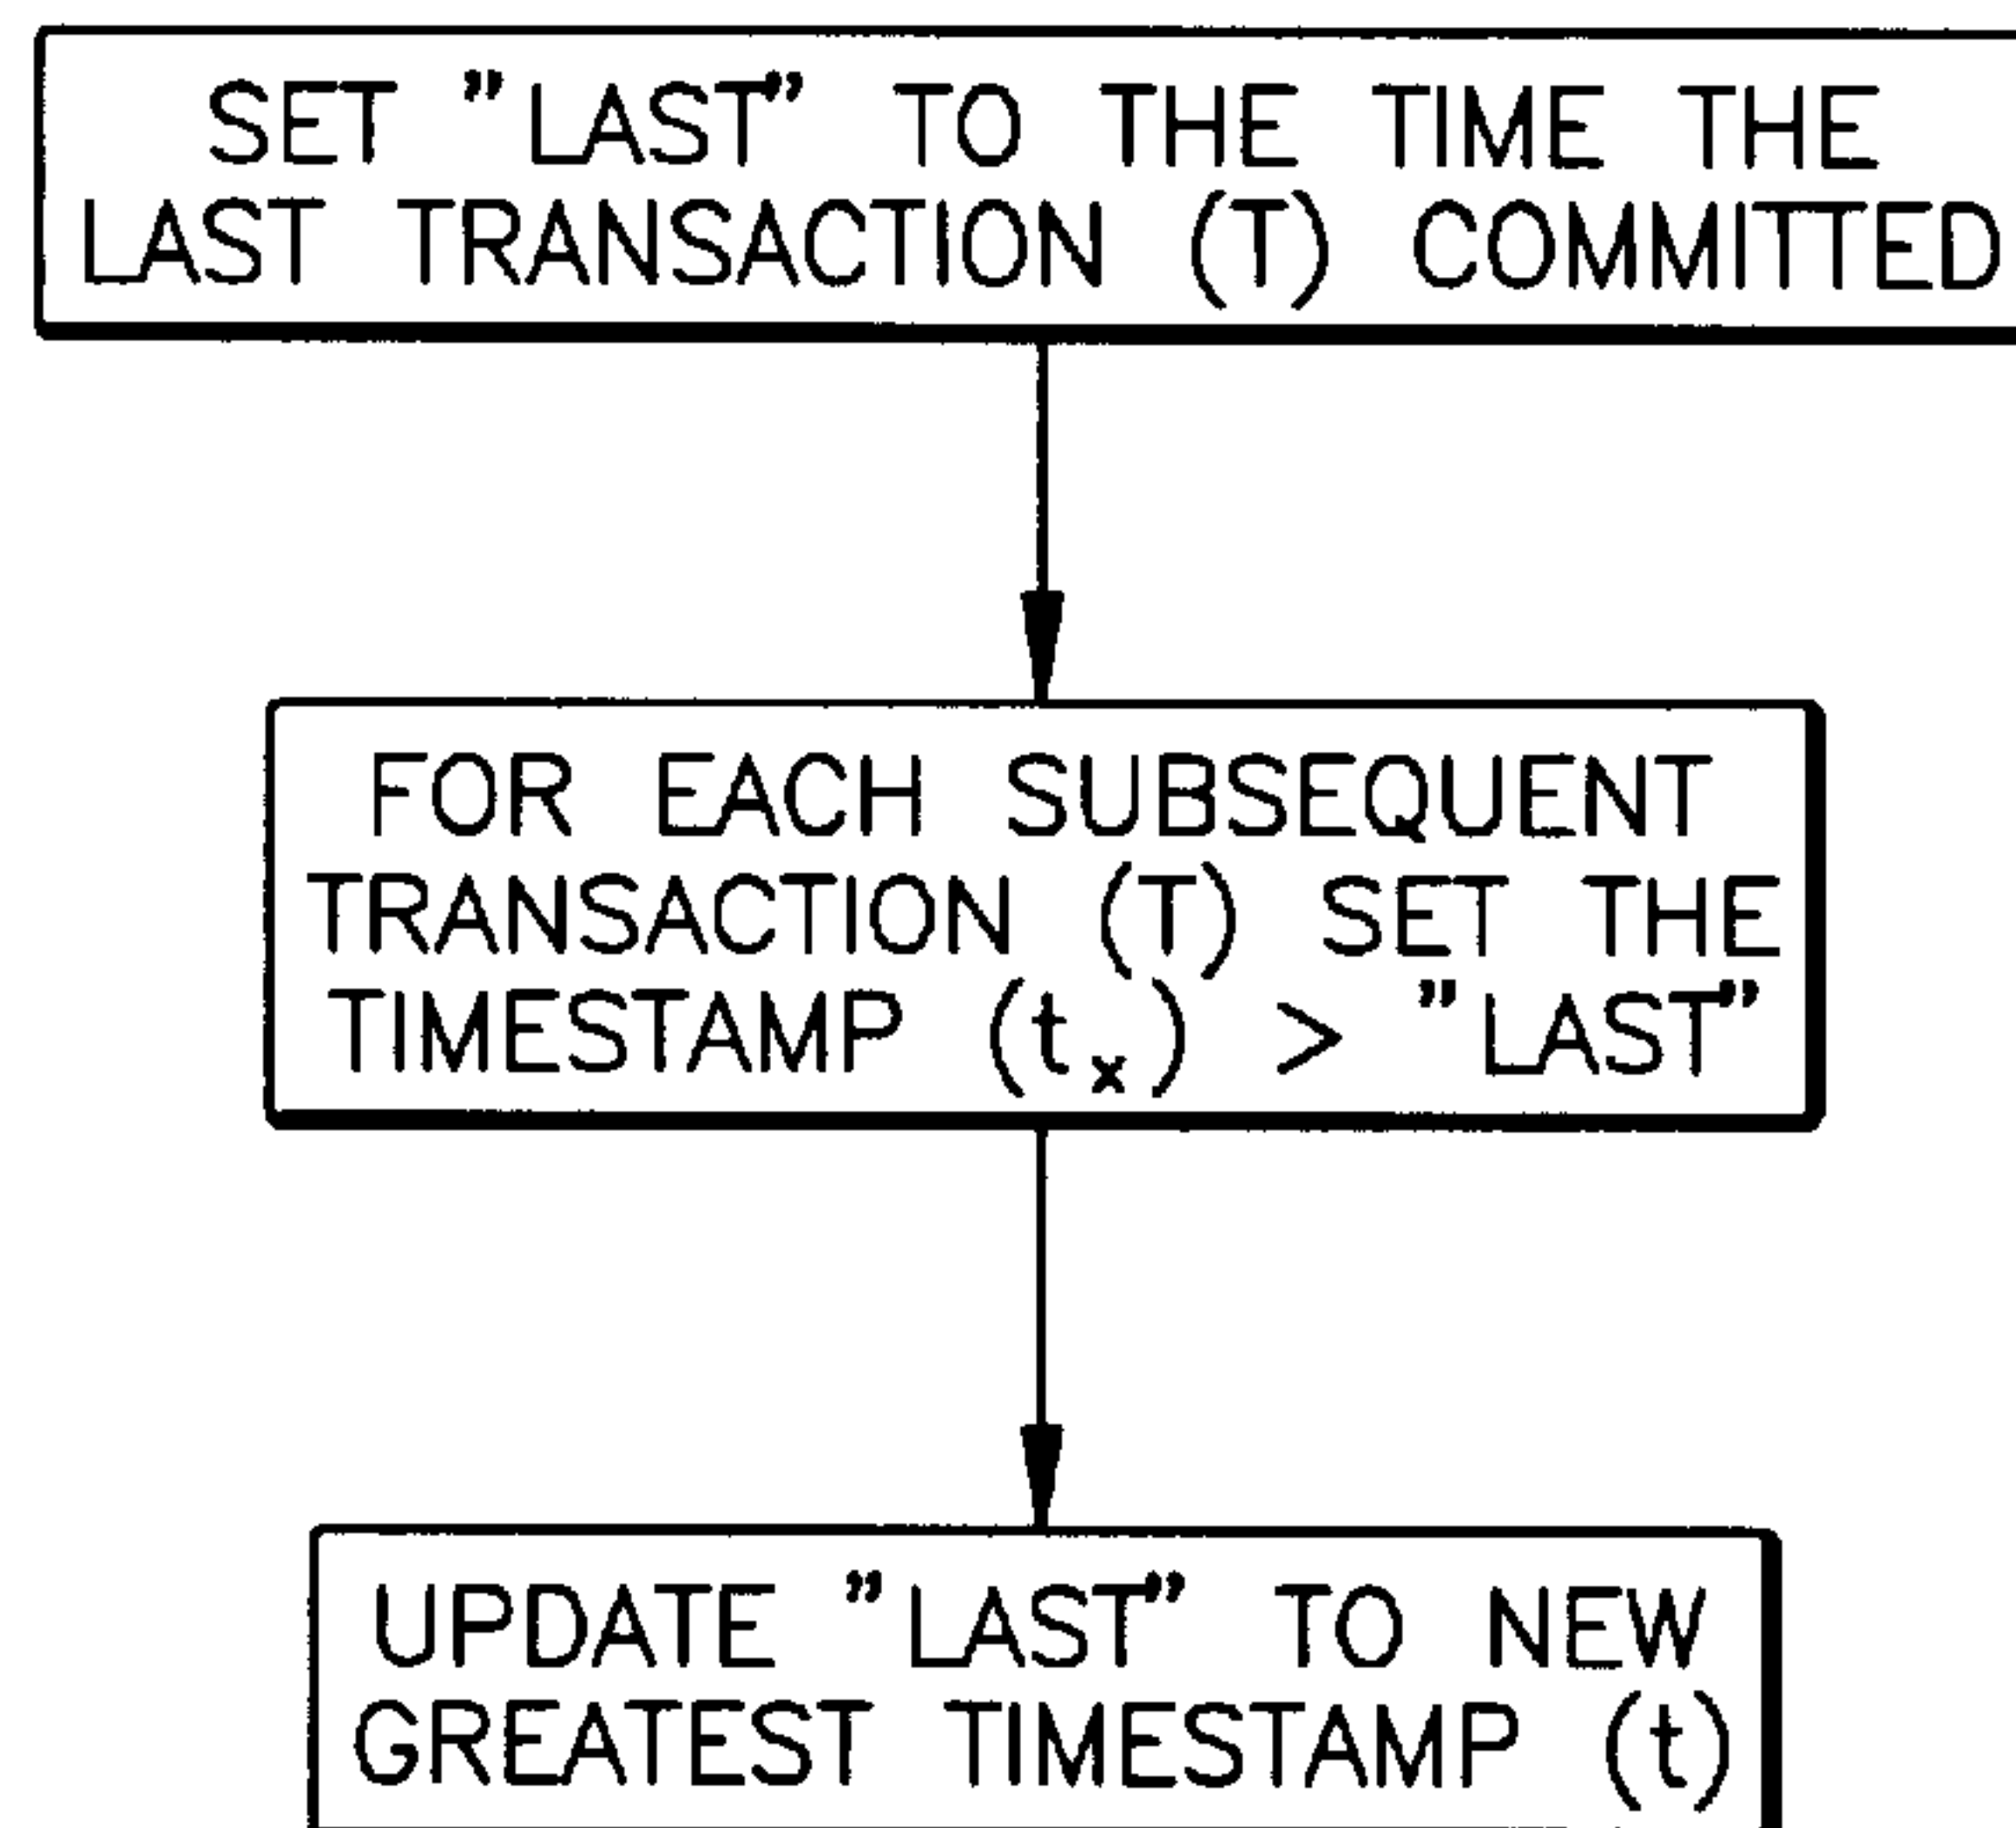 SET "LAST" TO THE TIME THE
LAST TRANSACTION (T) COMMITTED
FOR EACH SUBSEQUENT
TRANSACTION (T) SET THE
TIMESTAMP (tₓ) > "LAST"
UPDATE "LAST" TO NEW
GREATEST TIMESTAMP (t)